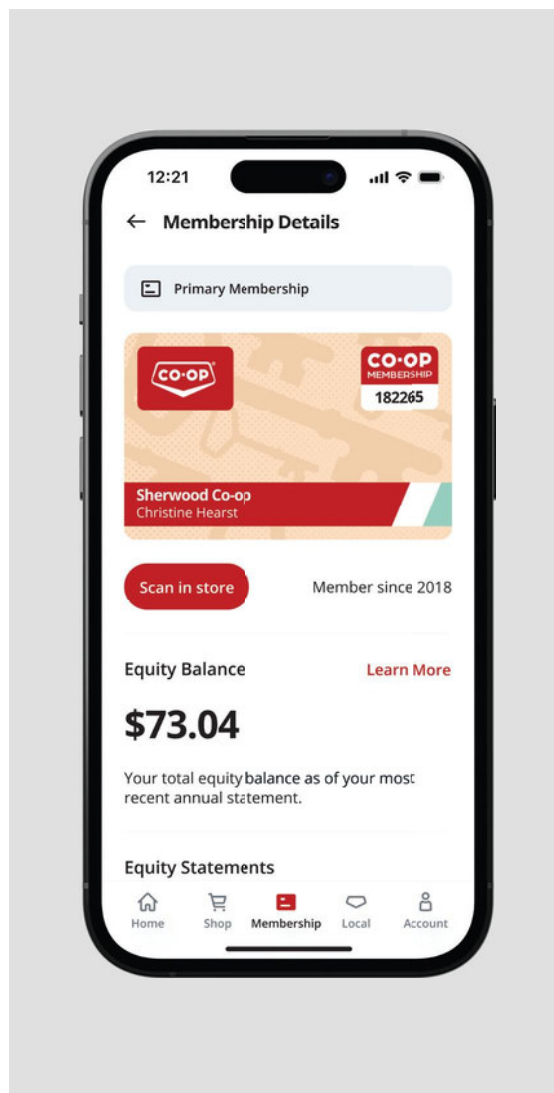 12:21
Membership Details
Primary Membership
CO·OP
CO·OP
MEMBERSHIP
182265
Sherwood Co-op
Christine Hearst
Scan in store
Member since 2018
Equity Balance
Learn More
$73.04
Your total equity balance as of your most
recent annual statement.
Equity Statements
Home
Shop
Membership
Local
Account